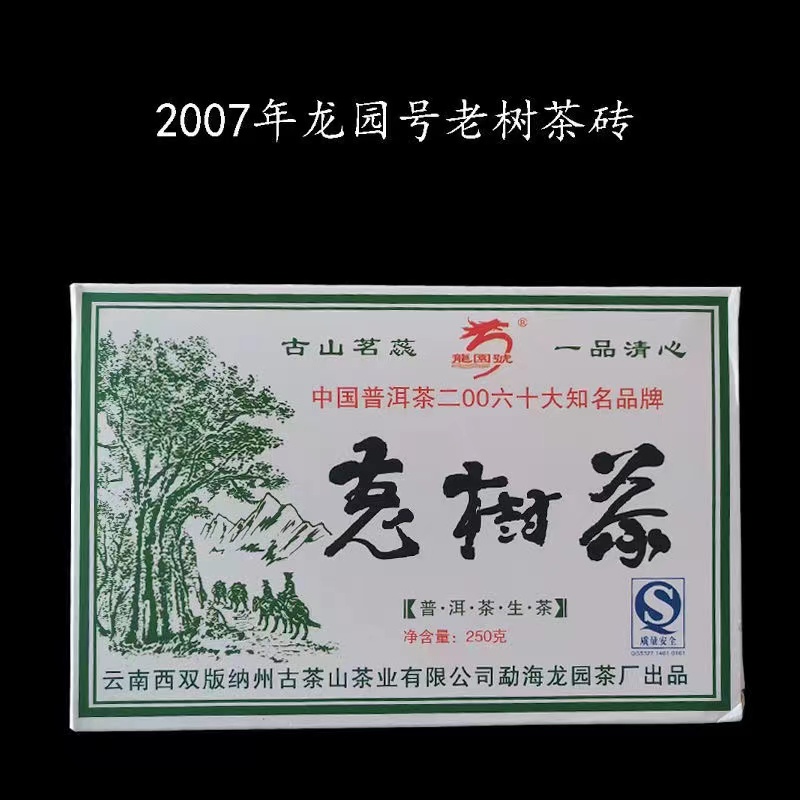 2007年龙园号老树茶砖
古山茗蕊
龍園號
®
一品清心
中国普洱茶二00六十大知名品牌
老樹茶
【普·洱·茶·生·茶】
净含量：250克
质量安全
云南西双版纳州古茶山茶业有限公司勐海龙园茶厂出品